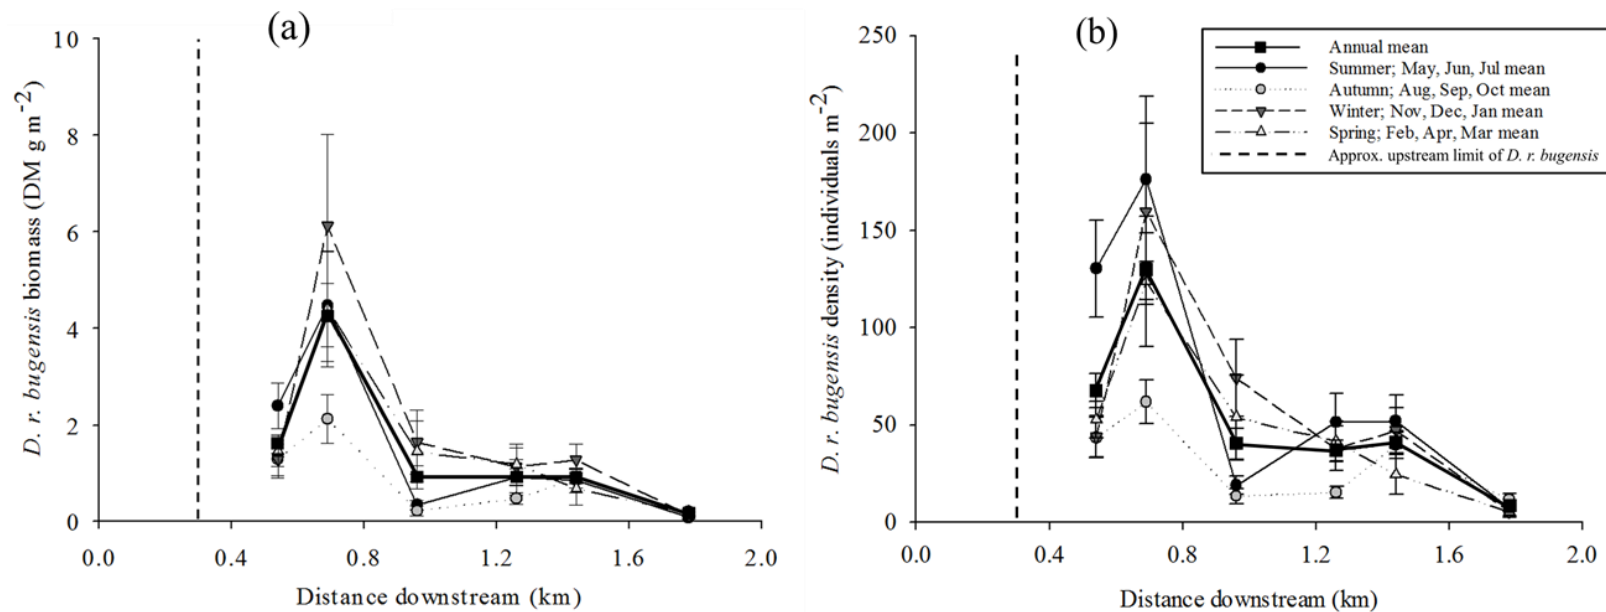 (a)
10
8
6
4
2
0
D. r. bugensis biomass (DM g m⁻²)
0.0 0.4 0.8 1.2 1.6 2.0
Distance downstream (km)
(b)
250
200
150
100
50
0
D. r. bugensis density (individuals m⁻²)
0.0 0.4 0.8 1.2 1.6 2.0
Distance downstream (km)
Annual mean
Summer; May, Jun, Jul mean
Autumn; Aug, Sep, Oct mean
Winter; Nov, Dec, Jan mean
Spring; Feb, Apr, Mar mean
Approx. upstream limit of D. r. bugensis